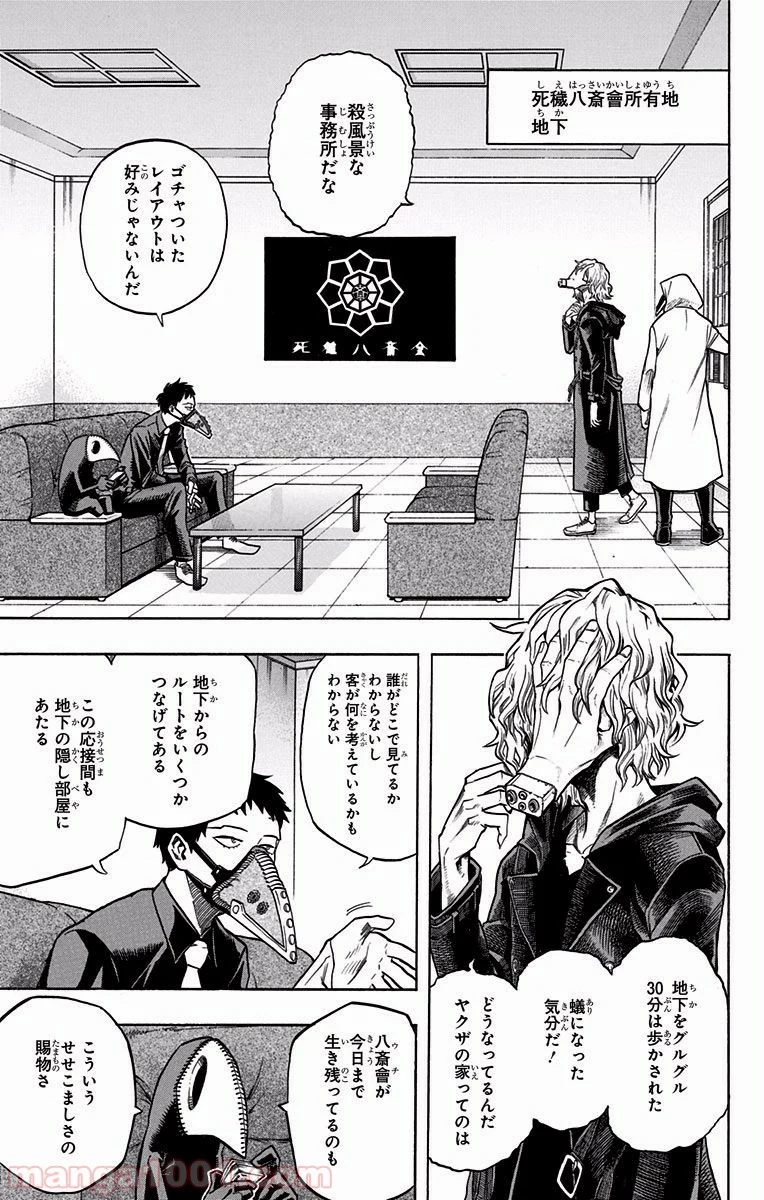 死穢八斎會所有地
地下
殺風景な
事務所だな
ゴチャついた
レイアウトは
好みじゃないんだ
死穢八斎會
地下をグルグル
30分は歩かされた
蟻になった
気分だ!
どうなってるんだ
ヤクザの家ってのは
誰がどこで見てるか
わからないし
客が何を考えているかも
わからない
地下からの
ルートをいくつか
つなげてある
この応接間も
地下の隠し部屋に
あたる
八斎會が
今日まで
生き残ってるのも
こういう
せせこましさの
賜物さ